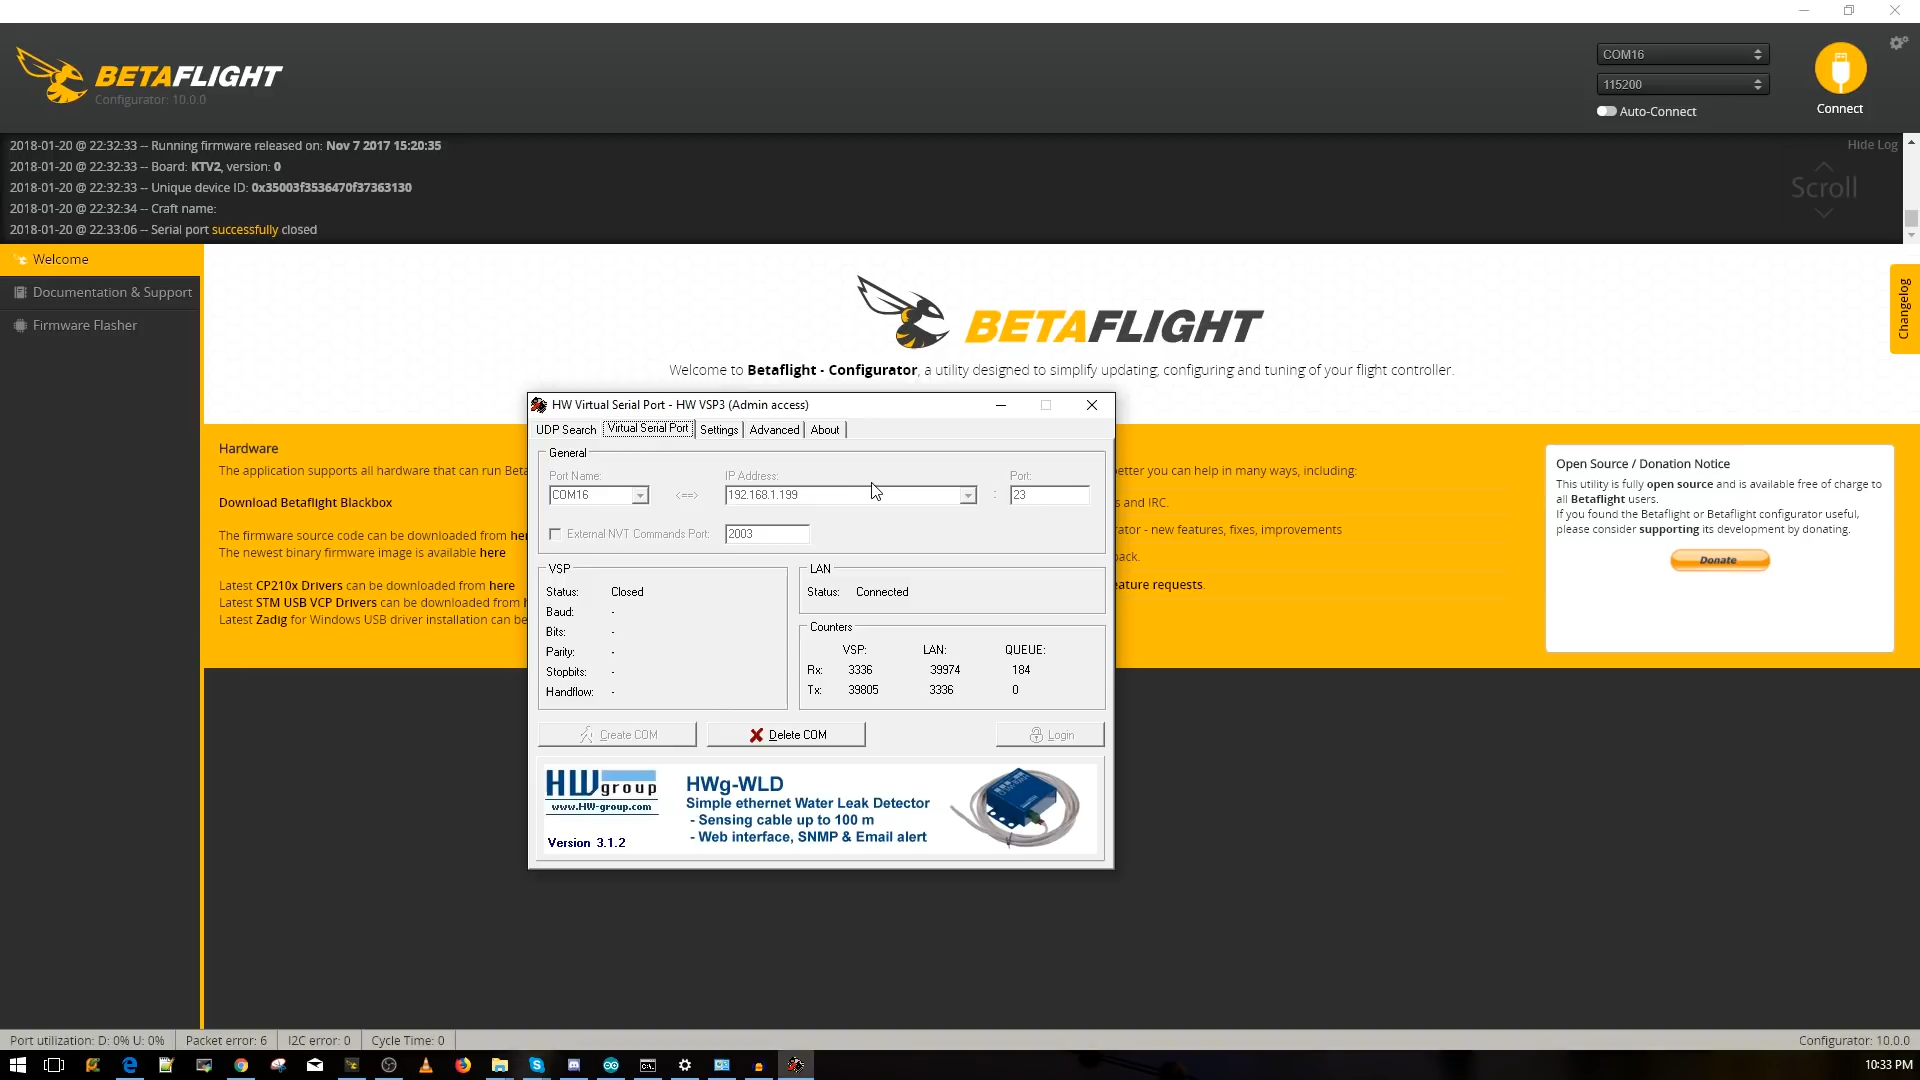 BETAFLIGHT
Configurator: 10.0.0
COM16
115200
Auto-Connect
Connect
2018-01-20 @ 22:32:33 -- Running firmware released on: Nov 7 2017 15:20:35
2018-01-20 @ 22:32:33 -- Board: KTV2, version: 0
2018-01-20 @ 22:32:33 -- Unique device ID: 0x35003f3536470f37363130
2018-01-20 @ 22:32:34 -- Craft name:
2018-01-20 @ 22:33:06 -- Serial port successfully closed
Hide Log
Scroll
Welcome
Documentation & Support
Firmware Flasher
Changelog
BETAFLIGHT
Welcome to Betaflight - Configurator, a utility designed to simplify updating, configuring and tuning of your flight controller.
Hardware
The application supports all hardware that can run Beta
Download Betaflight Blackbox
The firmware source code can be downloaded from her
The newest binary firmware image is available here
Latest CP210x Drivers can be downloaded from here
Latest STM USB VCP Drivers can be downloaded from
Latest Zadig for Windows USB driver installation can be
etter you can help in many ways, including:
s and IRC.
rator - new features, fixes, improvements
back.
eature requests.
Open Source / Donation Notice
This utility is fully open source and is available free of charge to
all Betaflight users.
If you found the Betaflight or Betaflight configurator useful,
please consider supporting its development by donating.
Donate
HW Virtual Serial Port - HW VSP3 (Admin access)
UDP Search
Virtual Serial Port
Settings
Advanced
About
General
Port Name:
IP Address:
Port:
COM16
<==>
192.168.1.199
:
23
External NVT Commands Port:
2003
VSP
Status: Closed
Baud: -
Bits: -
Parity: -
Stopbits: -
Handflow: -
LAN
Status: Connected
Counters
VSP: LAN: QUEUE:
Rx: 3336 39974 184
Tx: 39805 3336 0
Create COM
Delete COM
Login
HWgroup
www.HW-group.com
Version 3.1.2
HWg-WLD
Simple ethernet Water Leak Detector
- Sensing cable up to 100 m
- Web interface, SNMP & Email alert
Port utilization: D: 0% U: 0%
Packet error: 6
I2C error: 0
Cycle Time: 0
Configurator: 10.0.0
10:33 PM